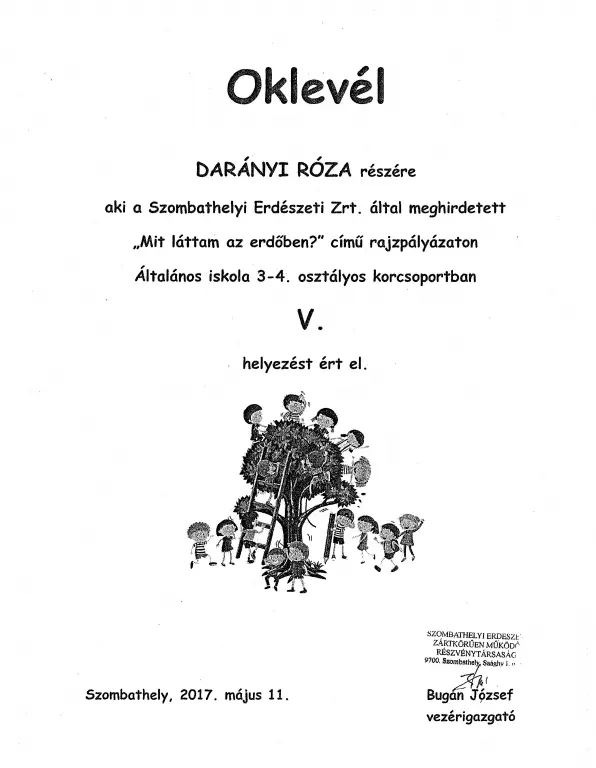 Oklevél
DARÁNYI RÓZA részére
aki a Szombathelyi Erdészeti Zrt. által meghirdetett
„Mit láttam az erdőben?" című rajzpályázaton
Általános iskola 3-4. osztályos korcsoportban
V.
helyezést ért el.
SZOMBATHELYI ERDÉSZE
ZÁRTKÖRŰEN MŰKÖDŐ
RÉSZVÉNYTÁRSASÁG
9700. Szombathely,
Szombathely, 2017. május 11.
Bugán József
vezérigazgató